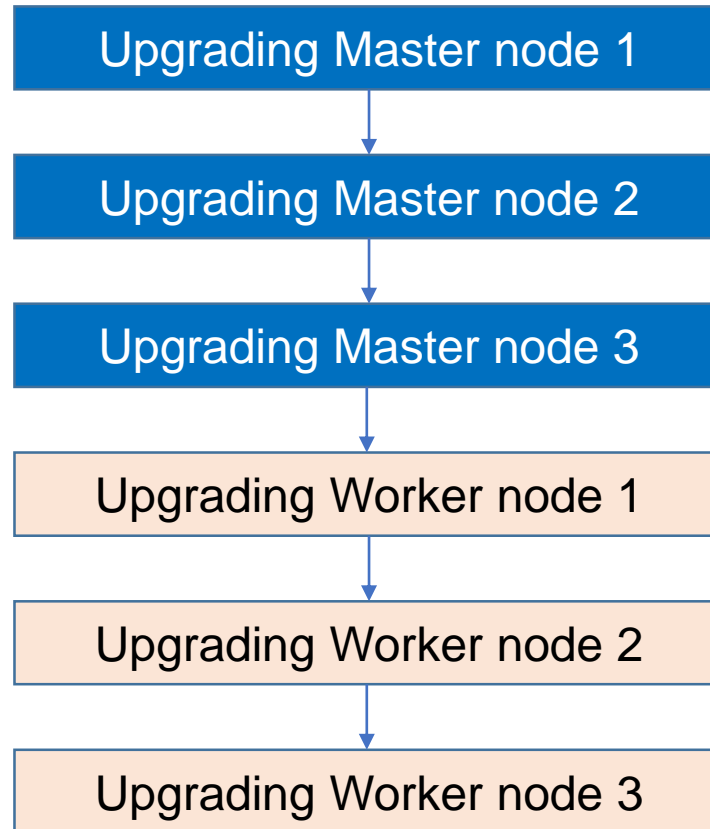 Upgrading Master node 1
Upgrading Master node 2
Upgrading Master node 3
Upgrading Worker node 1
Upgrading Worker node 2
Upgrading Worker node 3